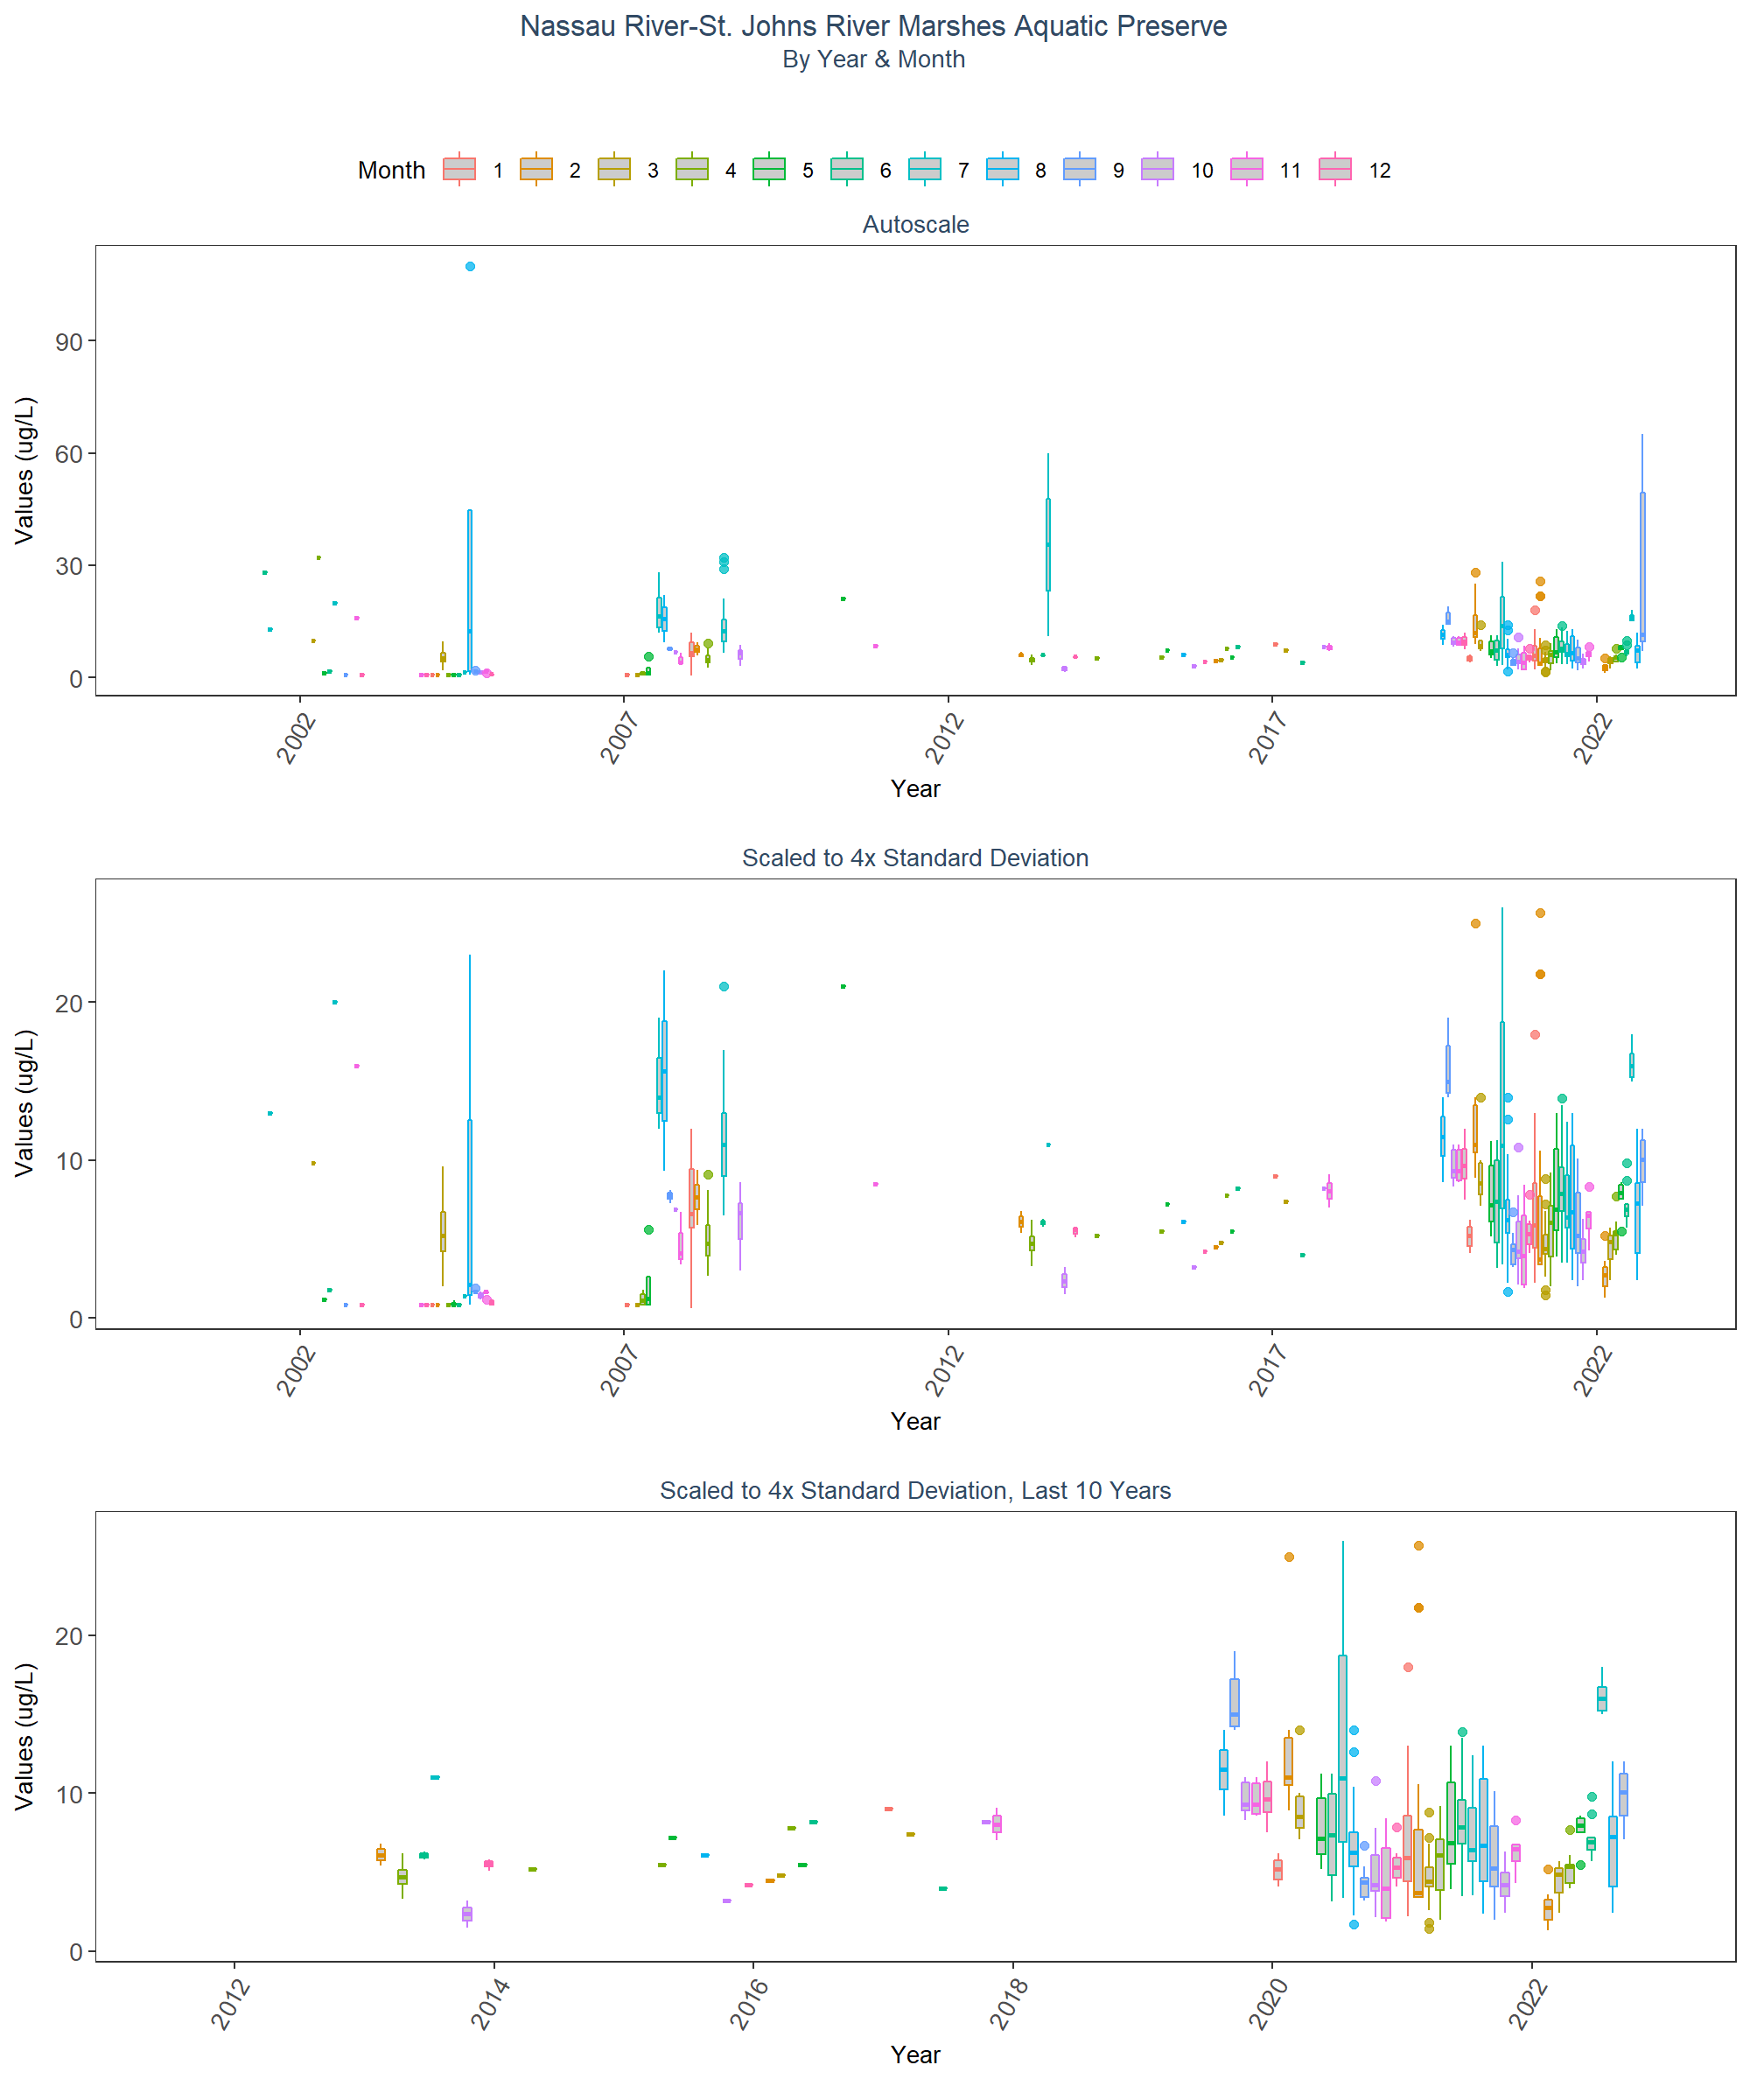 Nassau River-St. Johns River Marshes Aquatic Preserve
By Year & Month
Month 1 2 3 4 5 6 7 8 9 10 11 12
Autoscale
Values (ug/L)
90
60
30
0
2002 2007 2012 2017 2022
Year
Scaled to 4x Standard Deviation
Values (ug/L)
20
10
0
2002 2007 2012 2017 2022
Year
Scaled to 4x Standard Deviation, Last 10 Years
Values (ug/L)
20
10
0
2012 2014 2016 2018 2020 2022
Year